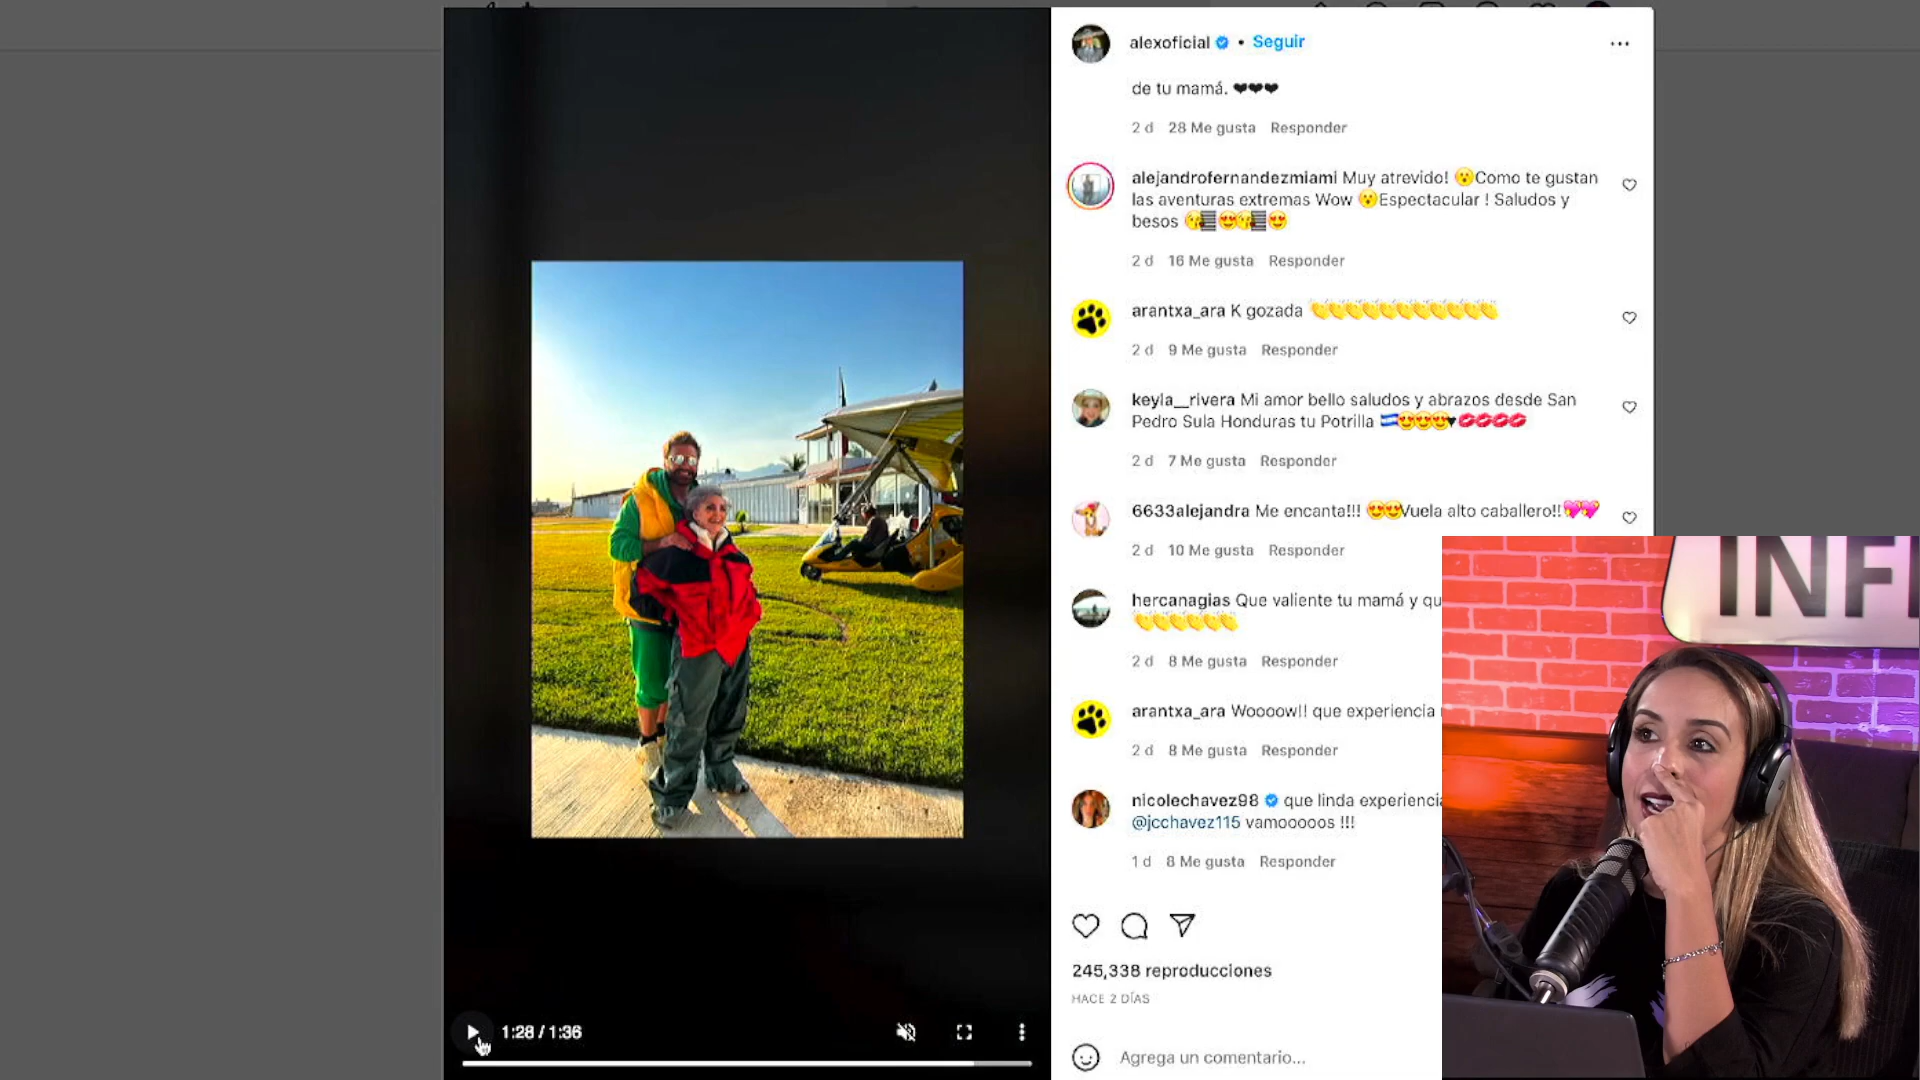 alexoficial • Seguir
de tu mamá. ❤❤❤
2 d 28 Me gusta Responder
alejandrofernandezmiami Muy atrevido! 😮Como te gustan
las aventuras extremas Wow 😮Espectacular ! Saludos y
besos
2 d 16 Me gusta Responder
arantxa_ara K gozada 👏👏👏👏👏👏👏👏👏👏👏
2 d 9 Me gusta Responder
keyla__rivera Mi amor bello saludos y abrazos desde San
Pedro Sula Honduras tu Potrilla 🇭🇳😍😍😍♥💋💋💋💋
2 d 7 Me gusta Responder
6633alejandra Me encanta!!! 😍😍Vuela alto caballero!!💖💖
2 d 10 Me gusta Responder
hercanagias Que valiente tu mamá y qu
👏👏👏👏👏👏
2 d 8 Me gusta Responder
arantxa_ara Woooow!! que experiencia
2 d 8 Me gusta Responder
nicolechavez98 que linda experiencia
@jcchavez115 vamooooos !!!
1 d 8 Me gusta Responder
245,338 reproducciones
HACE 2 DÍAS
Agrega un comentario...
1:28 / 1:36
INF